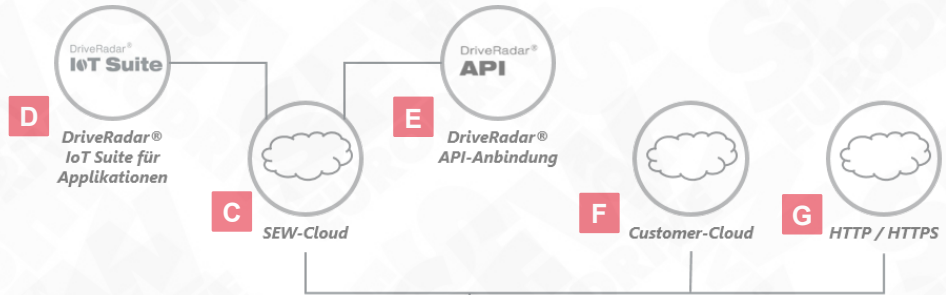 DriveRadar®
IoT Suite
D
DriveRadar®
IoT Suite für
Applikationen
DriveRadar®
API
E
DriveRadar®
API-Anbindung
C
SEW-Cloud
F
Customer-Cloud
G
HTTP / HTTPS